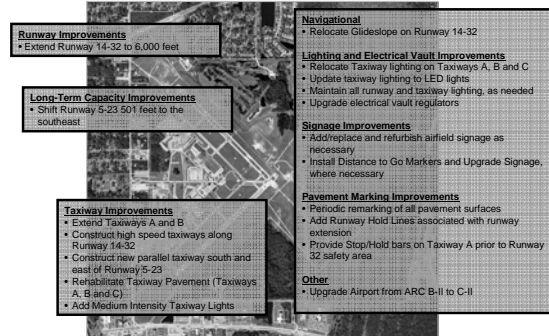 Runway Improvements
• Extend Runway 14-32 to 6,000 feet
Long-Term Capacity Improvements
• Shift Runway 5-23 501 feet to the
southeast
Taxiway Improvements
• Extend Taxiways A and B
• Construct high speed taxiways along
Runway 14-32
• Construct new parallel taxiway south and
east of Runway 5-23
• Rehabilitate Taxiway Pavement (Taxiways
A, B and C)
• Add Medium Intensity Taxiway Lights
Navigational
• Relocate Glideslope on Runway 14-32
Lighting and Electrical Vault Improvements
• Relocate Taxiway lighting on Taxiways A, B and C
• Update taxiway lighting to LED lights
• Maintain all runway and taxiway lighting, as needed
• Upgrade electrical vault regulators
Signage Improvements
• Add/replace and refurbish airfield signage as
necessary
• Install Distance to Go Markers and Upgrade Signage,
where necessary
Pavement Marking Improvements
• Periodic remarking of all pavement surfaces
• Add Runway Hold Lines associated with runway
extension
• Provide Stop/Hold bars on Taxiway A prior to Runway
32 safety area
Other
• Upgrade Airport from ARC B-II to C-II